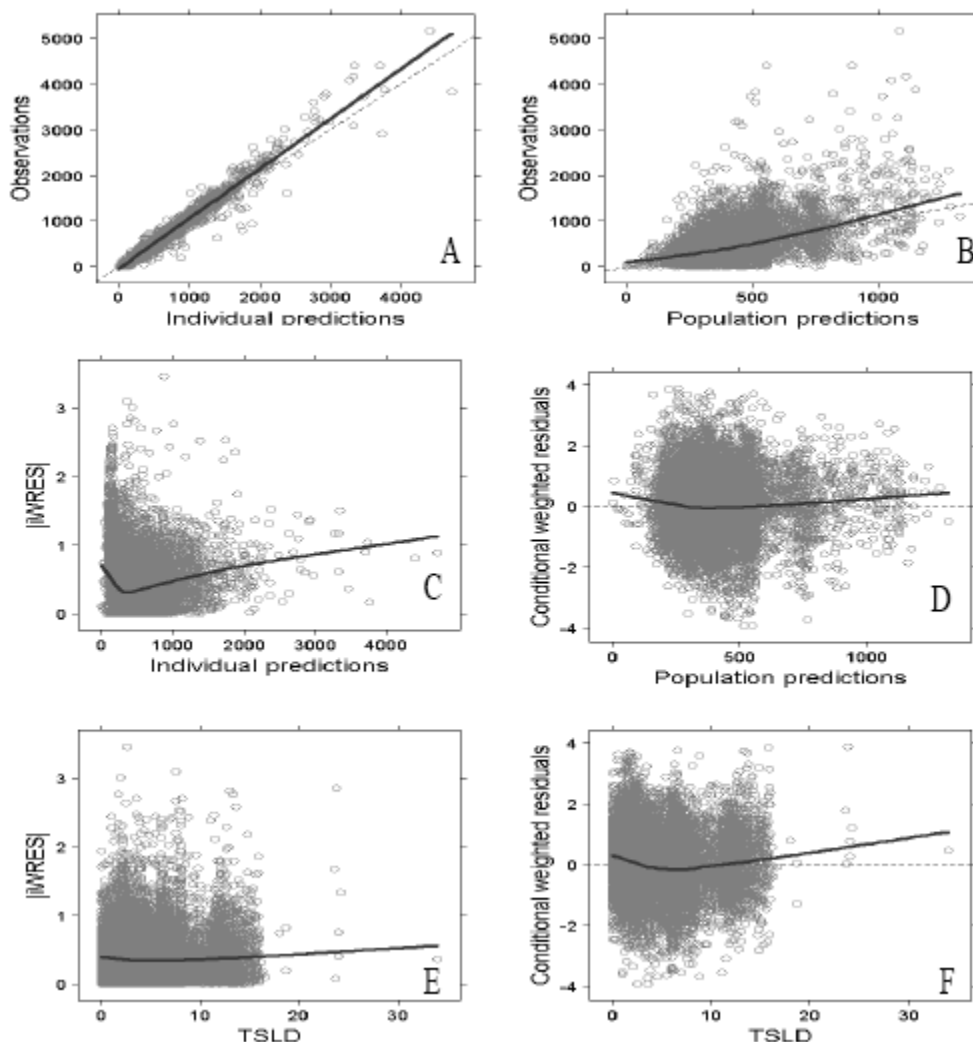 5000
4000
3000
2000
1000
0
Observations
A
0 1000 2000 3000 4000
Individual predictions
5000
4000
3000
2000
1000
0
Observations
B
0 500 1000
Population predictions
3
2
1
0
|iWRES|
C
0 1000 2000 3000 4000
Individual predictions
4
2
0
-2
-4
Conditional weighted residuals
D
0 500 1000
Population predictions
3
2
1
0
|iWRES|
E
0 10 20 30
TSLD
4
2
0
-2
-4
Conditional weighted residuals
F
0 10 20 30
TSLD